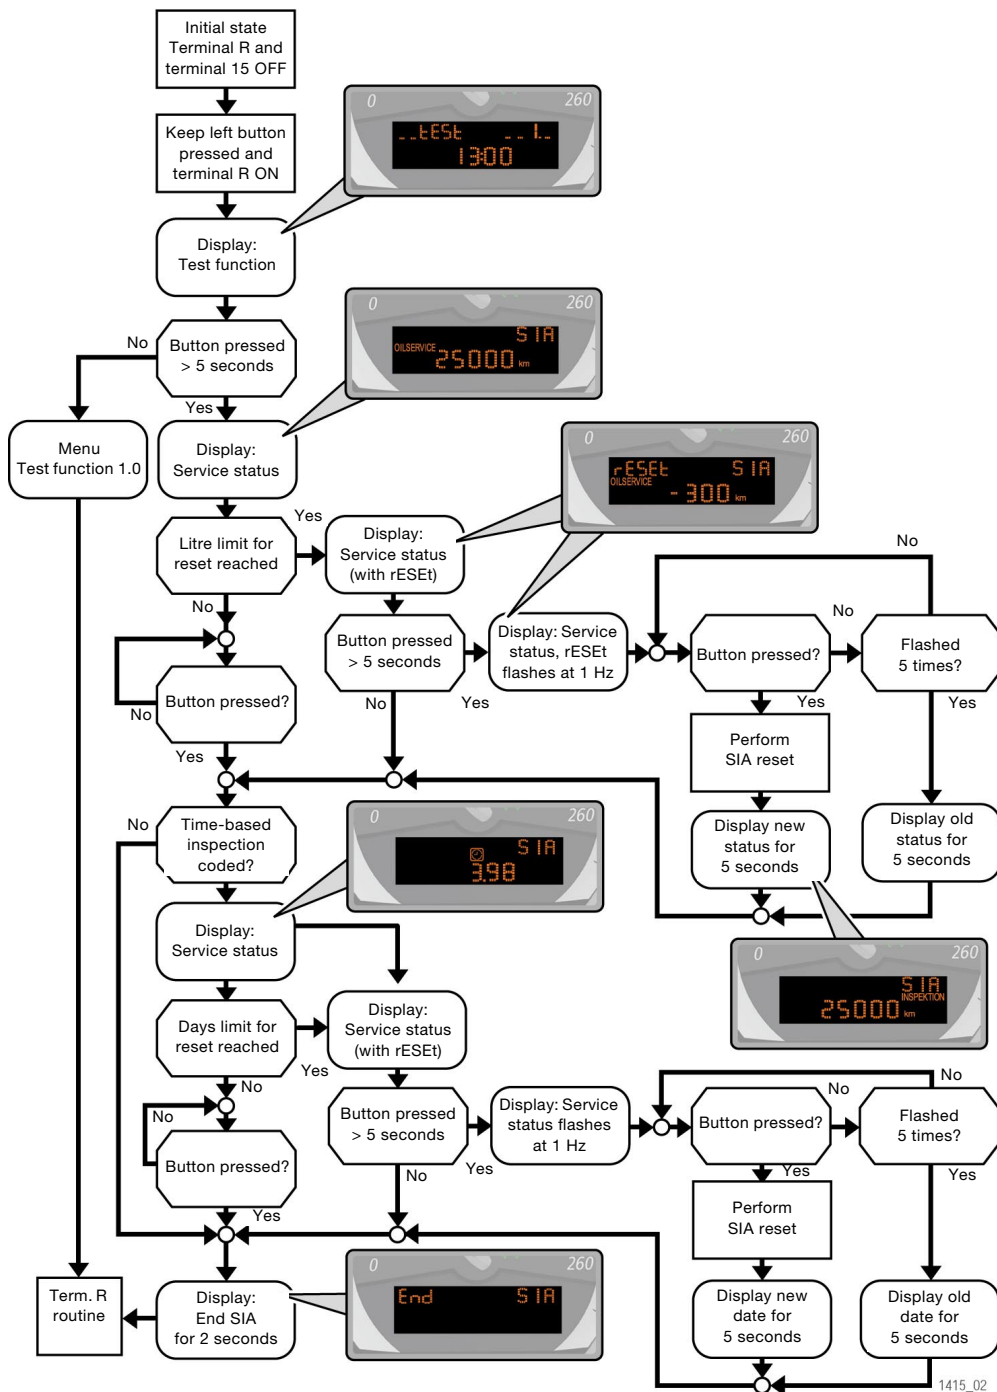 Initial state
Terminal R and
terminal 15 OFF
Keep left button
pressed and
terminal R ON
0 260
__tESt __1._
13:00
Display:
Test function
No
Button pressed
> 5 seconds
Yes
0 260
SIA
OILSERVICE 25000 km
Menu
Test function 1.0
Display:
Service status
0 260
rESEt SIA
OILSERVICE
- 300 km
Litre limit for
reset reached
Yes
No
Display:
Service status
(with rESEt)
Button pressed?
No
Yes
Button pressed
> 5 seconds
No
Yes
Display: Service
status, rESEt
flashes at 1 Hz
Button pressed?
No
Yes
Flashed
5 times?
No
Yes
Perform
SIA reset
Display new
status for
5 seconds
Display old
status for
5 seconds
0 260
SIA
INSPEKTION
25000 km
No
Time-based
inspection
coded?
0 260
SIA
3.98
Display:
Service status
Days limit for
reset reached
Yes
No
Display:
Service status
(with rESEt)
No
Button pressed?
Yes
Button pressed
> 5 seconds
No
Yes
Display: Service
status flashes
at 1 Hz
Button pressed?
No
Yes
Flashed
5 times?
No
Yes
Perform
SIA reset
Display new
date for
5 seconds
Display old
date for
5 seconds
0 260
End SIA
Term. R
routine
Display:
End SIA
for 2 seconds
1415_02